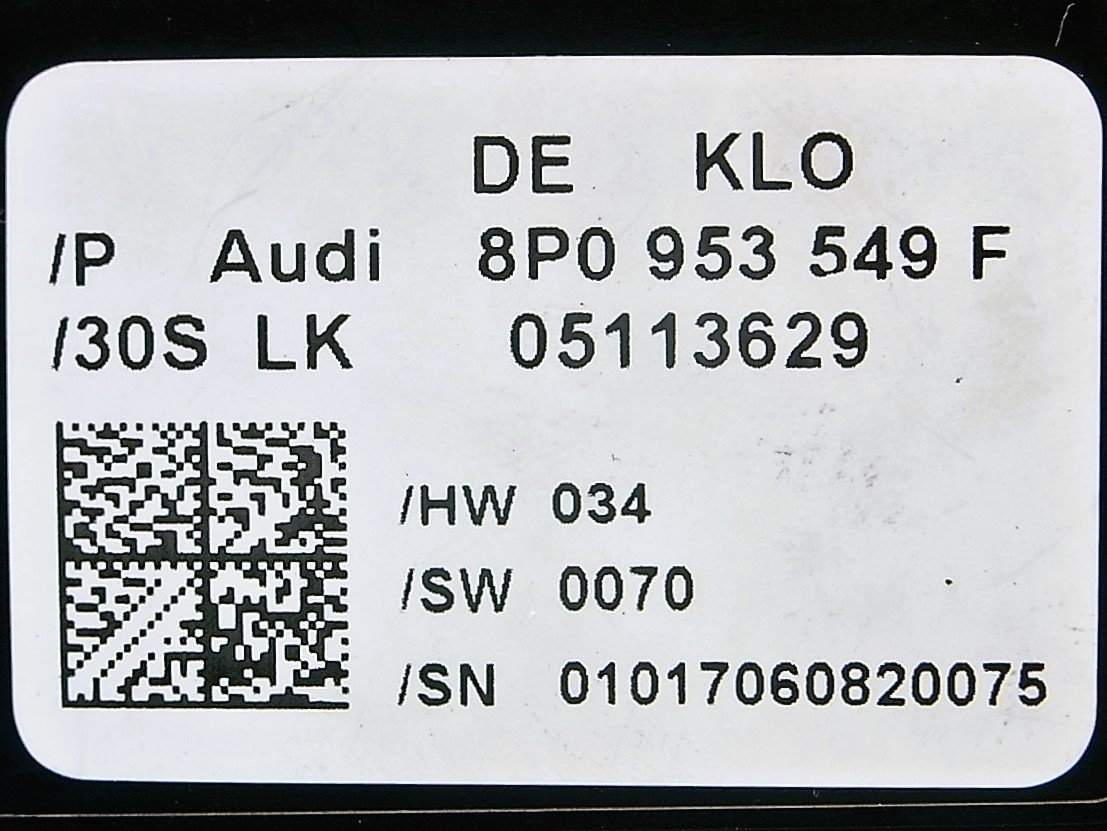 DE KLO
/P Audi 8P0 953 549 F
/30S LK 05113629
/HW 034
/SW 0070
/SN 01017060820075